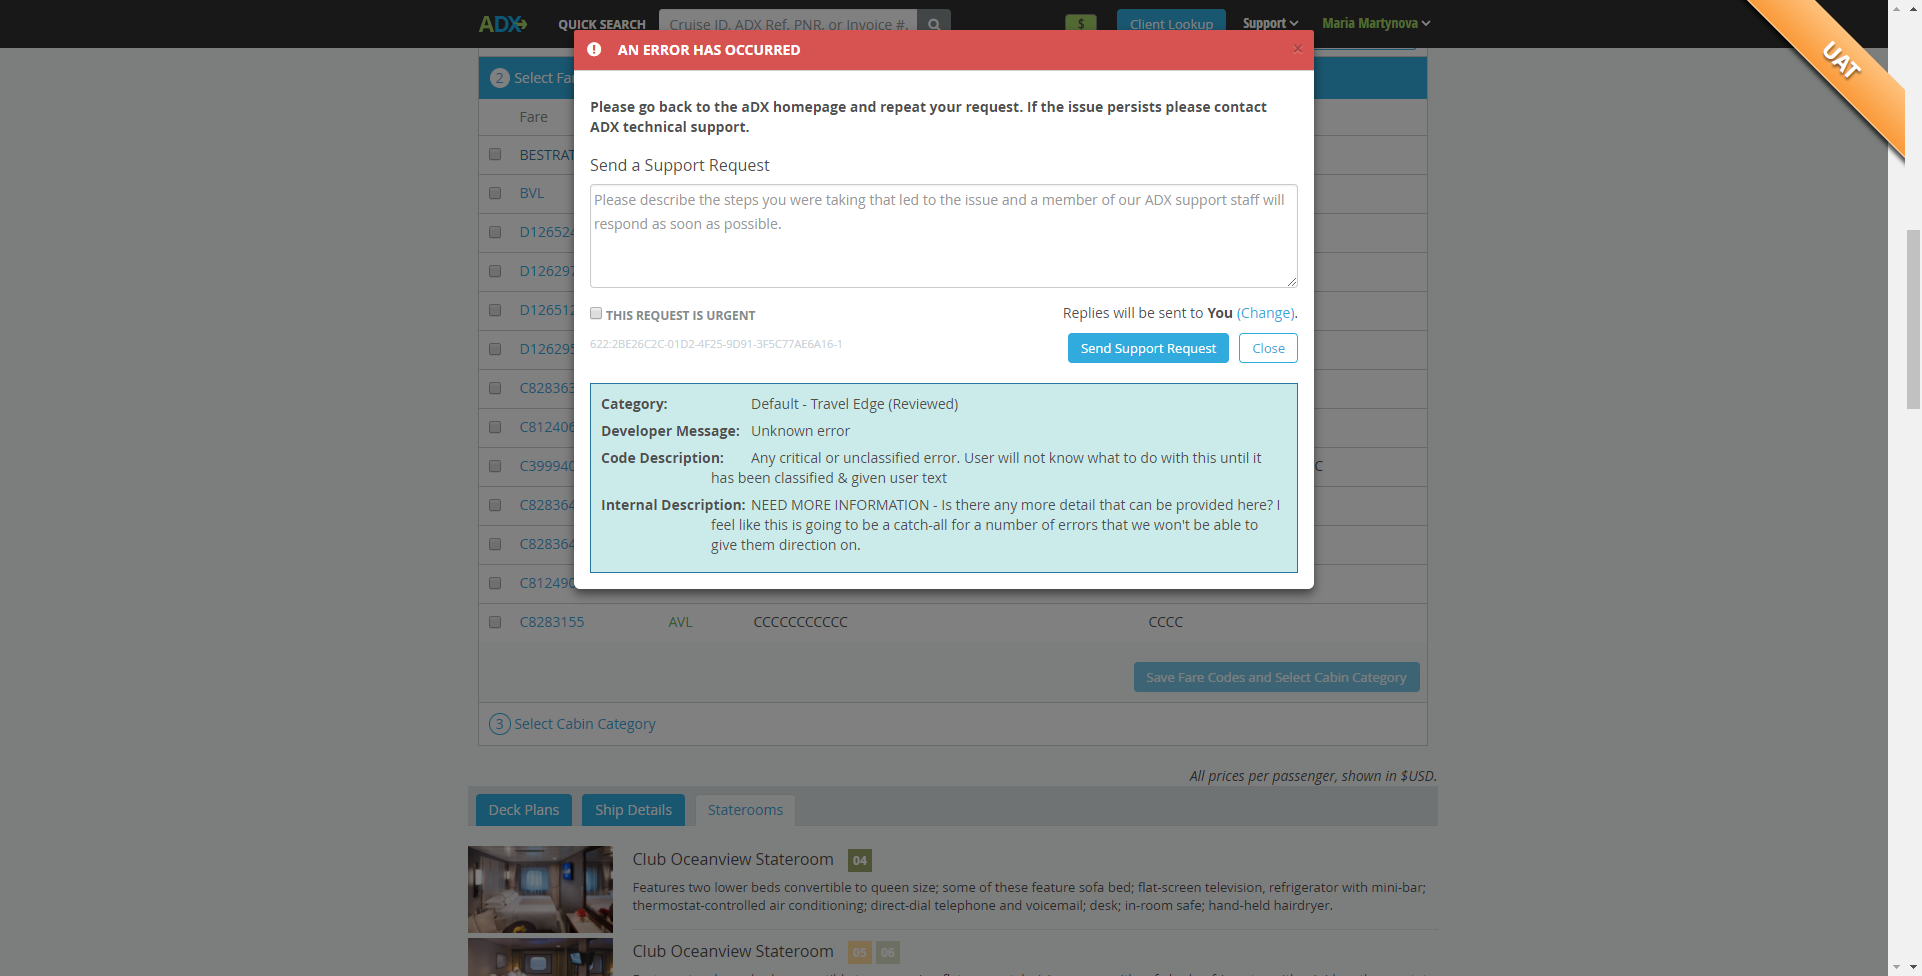 ADX QUICK SEARCH Cruise ID, ADX Ref, PNR, or Invoice #. $ Client Lookup Support Maria Martynova
UAT
AN ERROR HAS OCCURRED ×
Please go back to the aDX homepage and repeat your request. If the issue persists please contact
ADX technical support.
Send a Support Request
Please describe the steps you were taking that led to the issue and a member of our ADX support staff will
respond as soon as possible.
THIS REQUEST IS URGENT
Replies will be sent to You (Change).
622:2BE26C2C-01D2-4F25-9D91-3F5C77AE6A16-1
Send Support Request Close
Category: Default - Travel Edge (Reviewed)
Developer Message: Unknown error
Code Description: Any critical or unclassified error. User will not know what to do with this until it
has been classified & given user text
Internal Description: NEED MORE INFORMATION - Is there any more detail that can be provided here? I
feel like this is going to be a catch-all for a number of errors that we won't be able to
give them direction on.
2 Select Fa
Fare
BESTRAT
BVL
D126524
D126297
D126512
D126295
C828363
C812406
C399940 C
C828364
C828364
C812490
C8283155 AVL CCCCCCCCCCC CCCC
Save Fare Codes and Select Cabin Category
3 Select Cabin Category
All prices per passenger, shown in $USD.
Deck Plans Ship Details Staterooms
Club Oceanview Stateroom 04
Features two lower beds convertible to queen size; some of these feature sofa bed; flat-screen television, refrigerator with mini-bar;
thermostat-controlled air conditioning; direct-dial telephone and voicemail; desk; in-room safe; hand-held hairdryer.
Club Oceanview Stateroom 05 06